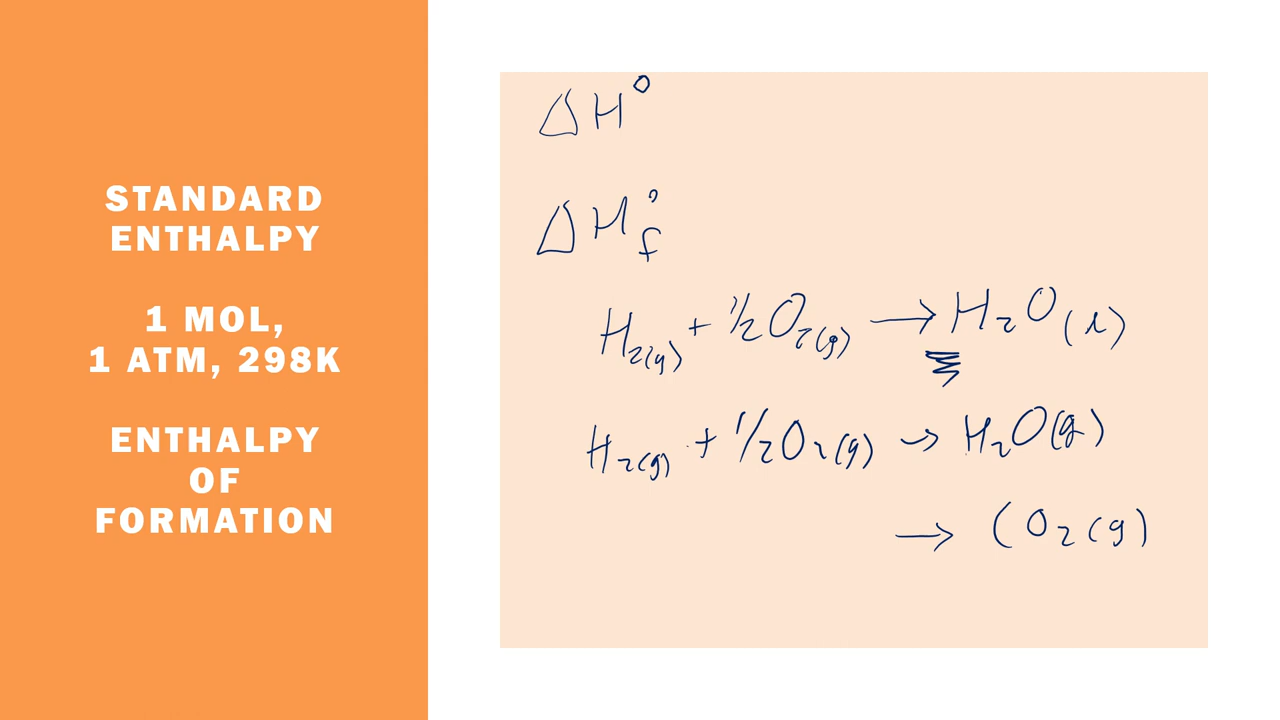 STANDARD
ENTHALPY
1 MOL,
1 ATM, 298K
ENTHALPY
OF
FORMATION
ΔH°
ΔH°f
H₂(g) + ½O₂(g) → H₂O(l)
H₂(g) + ½O₂(g) → H₂O(g)
→ CO₂(g)